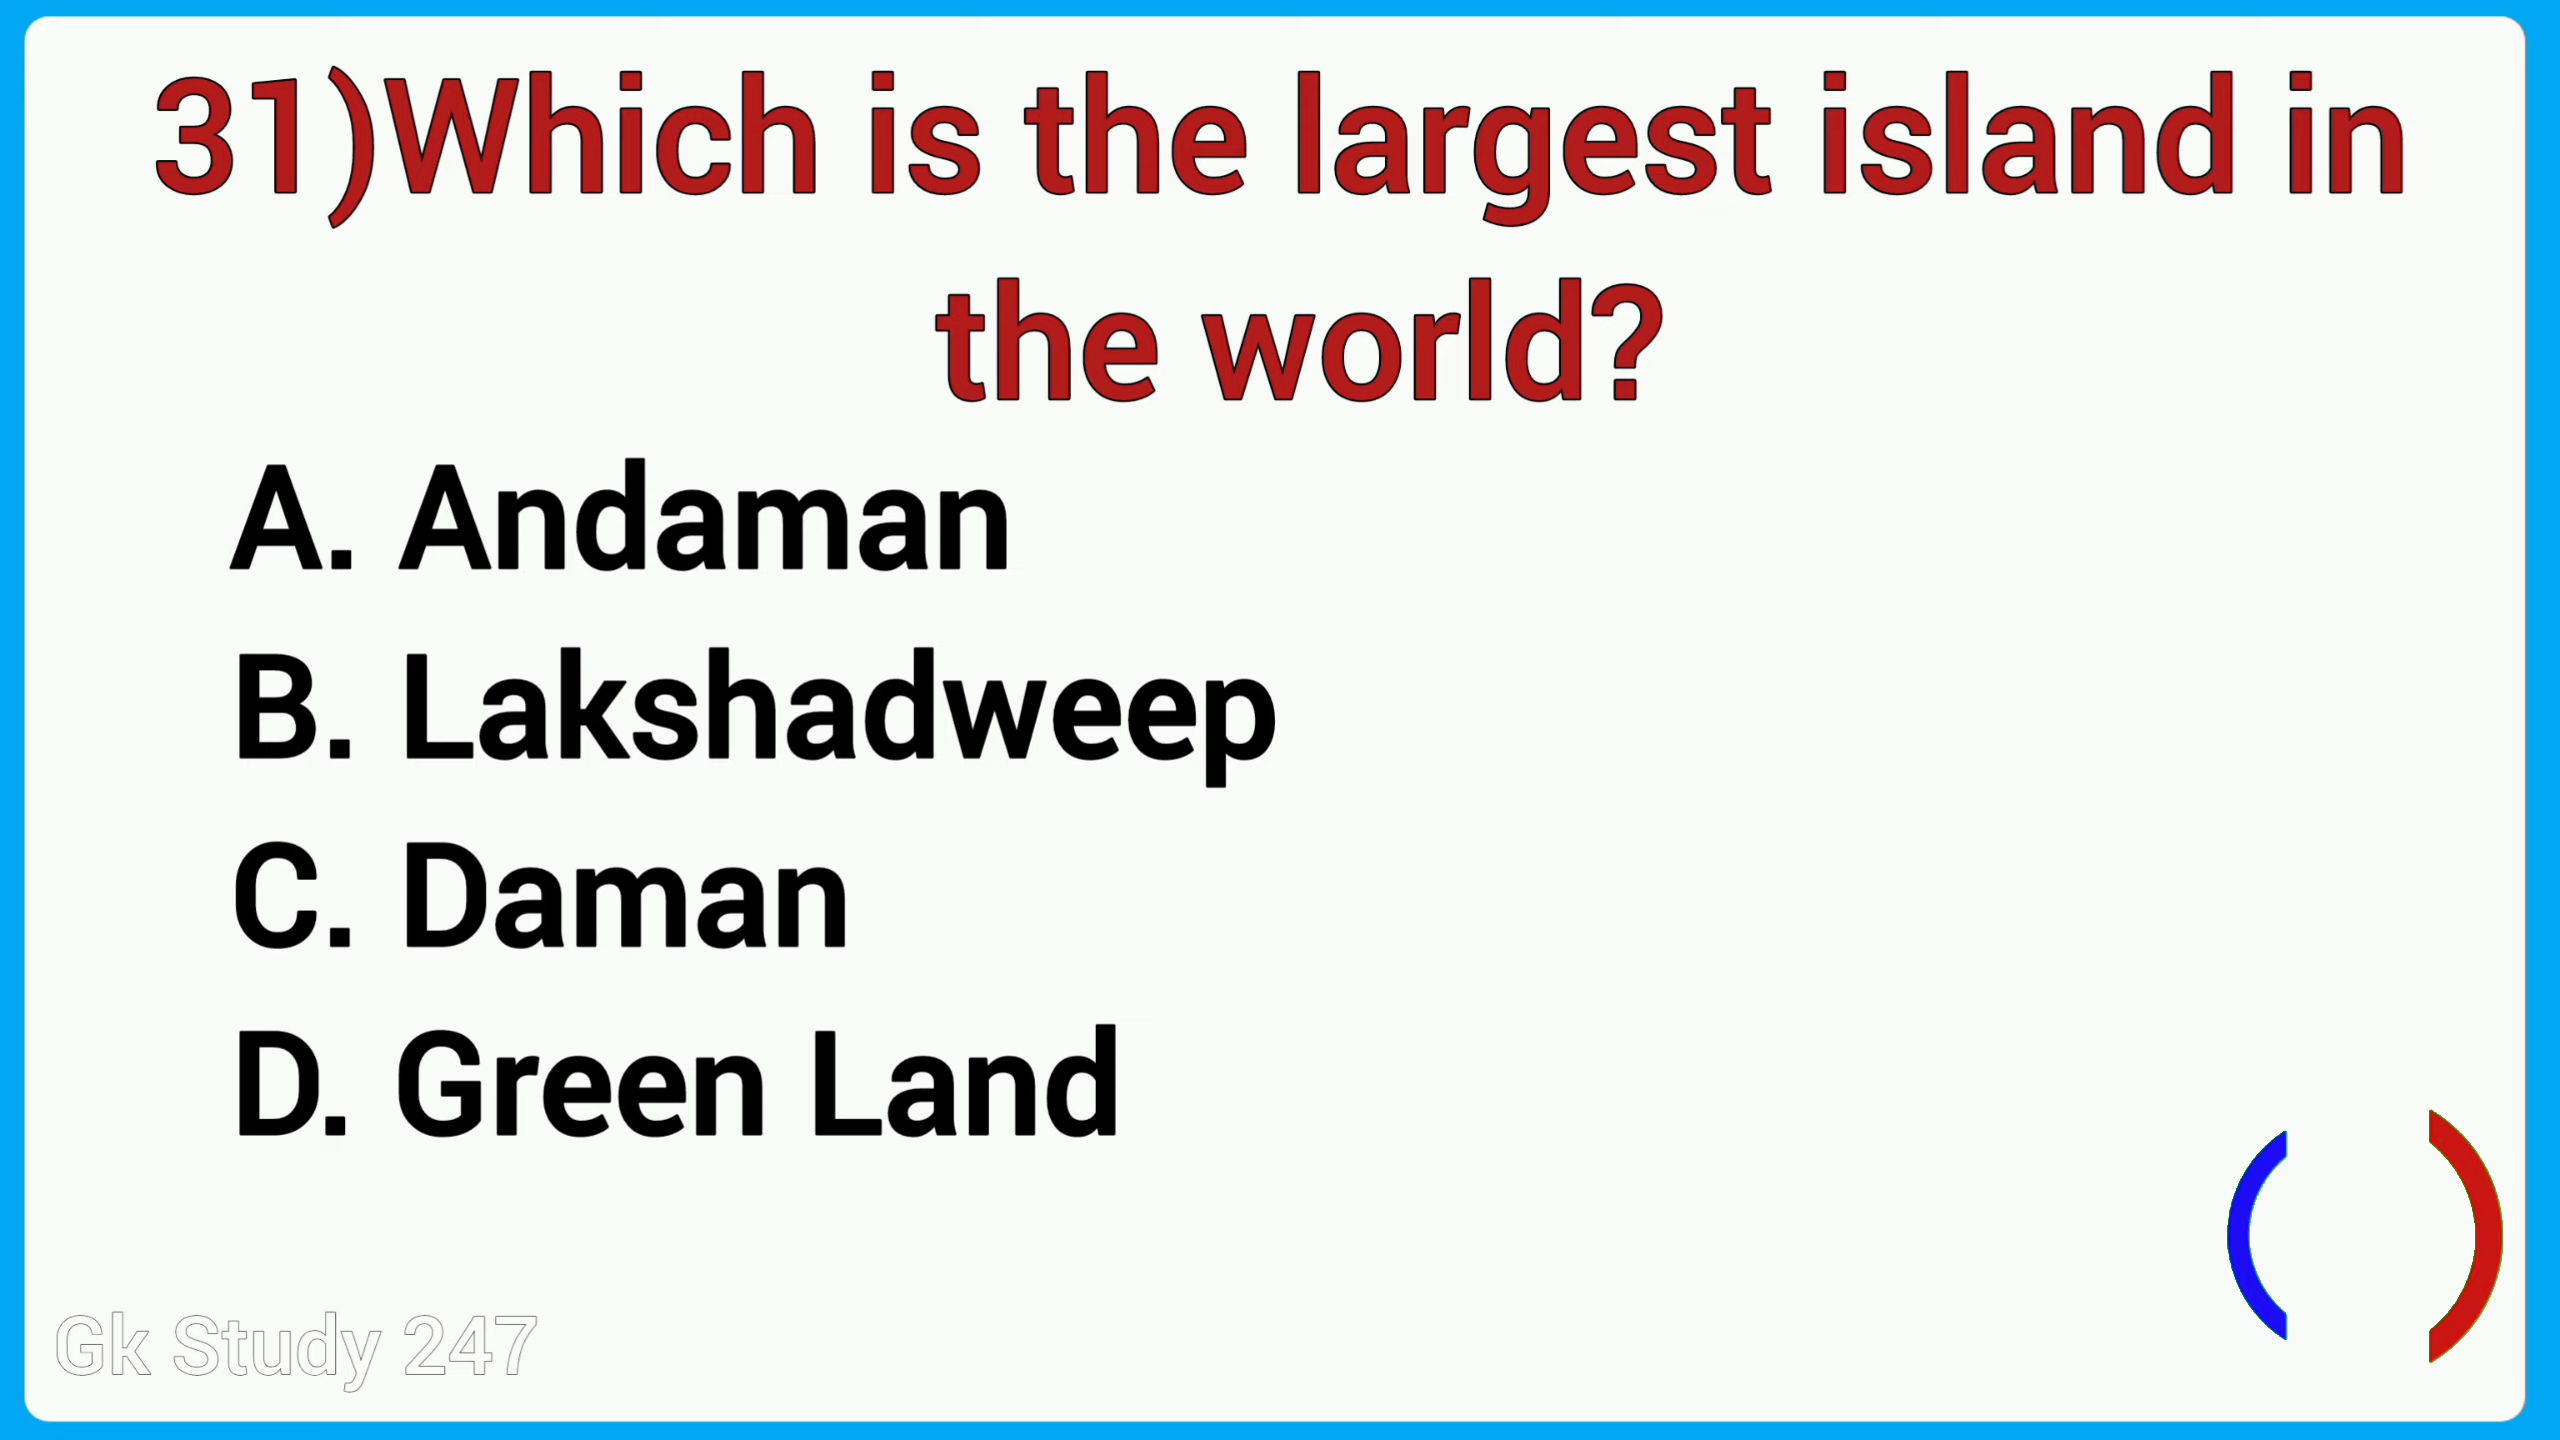 31)Which is the largest island in
the world?
A. Andaman
B. Lakshadweep
C. Daman
D. Green Land
Gk Study 247